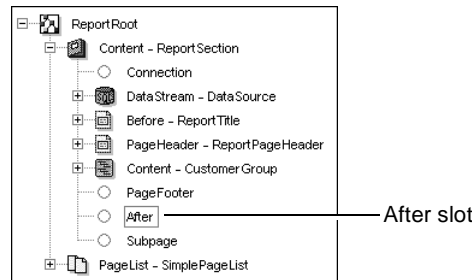 ReportRoot
Content - ReportSection
Connection
DataStream - DataSource
Before - ReportTitle
PageHeader - ReportPageHeader
Content - CustomerGroup
PageFooter
After
After slot
Subpage
PageList - SimplePageList